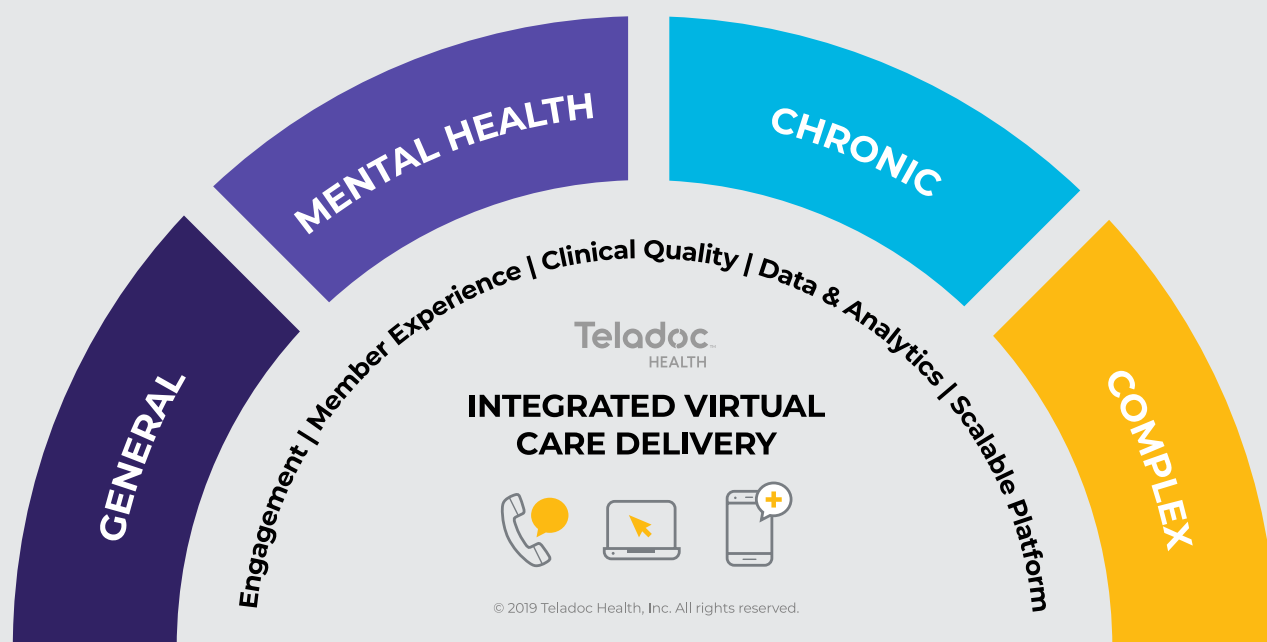 GENERAL
MENTAL HEALTH
CHRONIC
COMPLEX
Engagement | Member Experience | Clinical Quality | Data & Analytics | Scalable Platform
Teladoc™
HEALTH
INTEGRATED VIRTUAL
CARE DELIVERY
© 2019 Teladoc Health, Inc. All rights reserved.